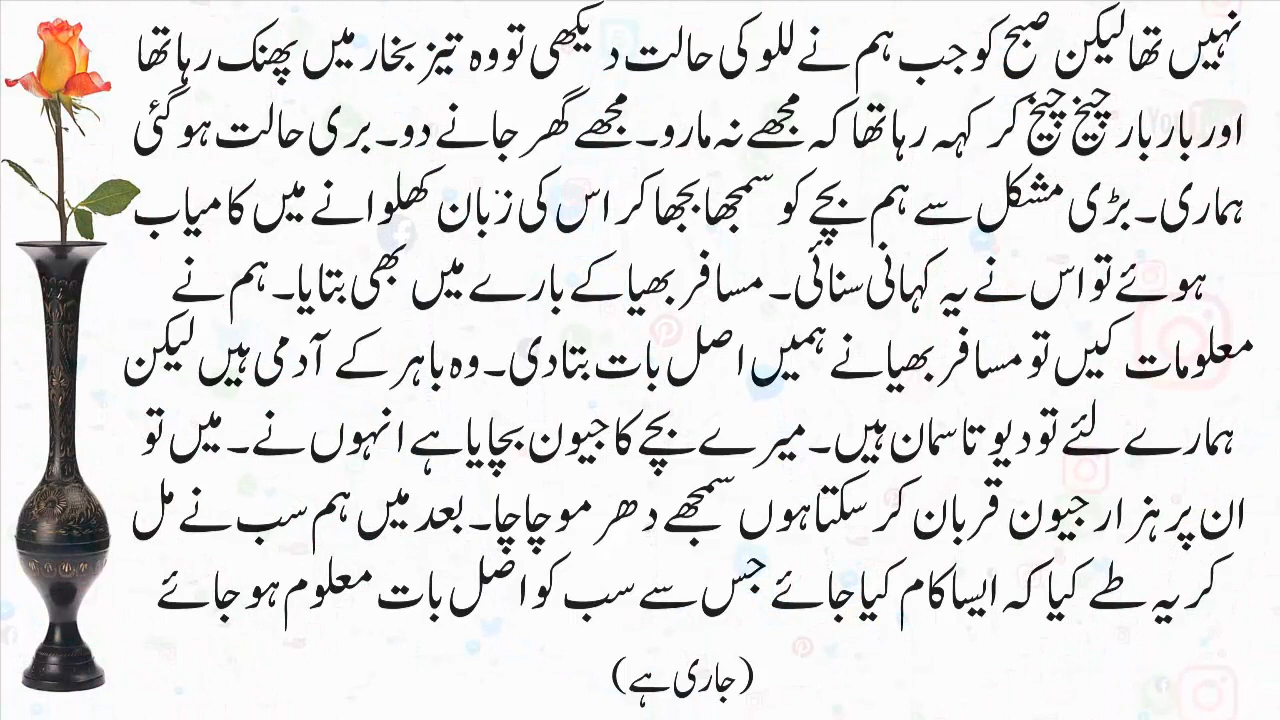 نہیں تھا لیکن صبح کو جب ہم نے للو کی حالت دیکھی تو وہ تیز بخار میں پھنک رہا تھا
اور بار بار چیخ چیخ کر کہہ رہا تھا کہ مجھے نہ مارو۔ مجھے گھر جانے دو۔ بری حالت ہو گئی
ہماری۔ بڑی مشکل سے ہم بچے کو سمجھا بجھا کر اس کی زبان کھلوانے میں کامیاب
ہوئے تو اس نے یہ کہانی سنائی۔ مسافر بھیا کے بارے میں بھی بتایا۔ ہم نے
معلومات کیں تو مسافر بھیا نے ہمیں اصل بات بتا دی۔ وہ باہر کے آدمی ہیں لیکن
ہمارے لئے تو دیوتا سمان ہیں۔ میرے بچے کا جیون بچایا ہے انہوں نے۔ میں تو
ان پر ہزار جیون قربان کر سکتا ہوں سمجھے دھرمو چاچا۔ بعد میں ہم سب نے مل
کر یہ طے کیا کہ ایسا کام کیا جائے جس سے سب کو اصل بات معلوم ہو جائے
(جاری ہے)